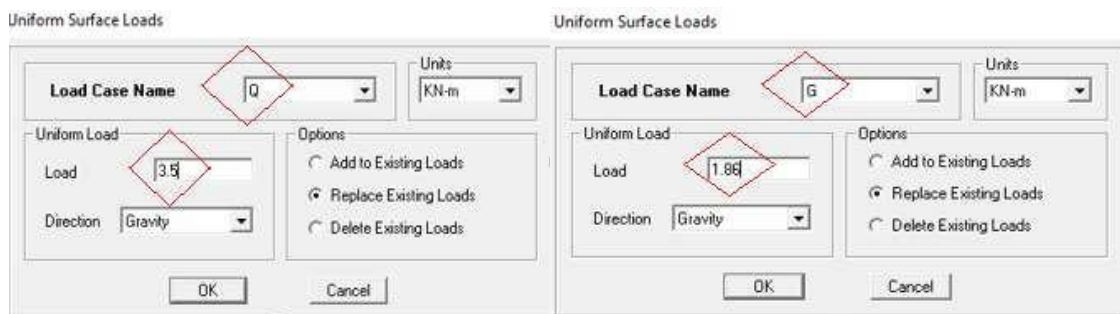 Uniform Surface Loads
Load Case Name Q
Units
KN-m
Uniform Load
Load 3.5
Direction Gravity
Options
Add to Existing Loads
Replace Existing Loads
Delete Existing Loads
OK Cancel
Uniform Surface Loads
Load Case Name G
Units
KN-m
Uniform Load
Load 1.86
Direction Gravity
Options
Add to Existing Loads
Replace Existing Loads
Delete Existing Loads
OK Cancel